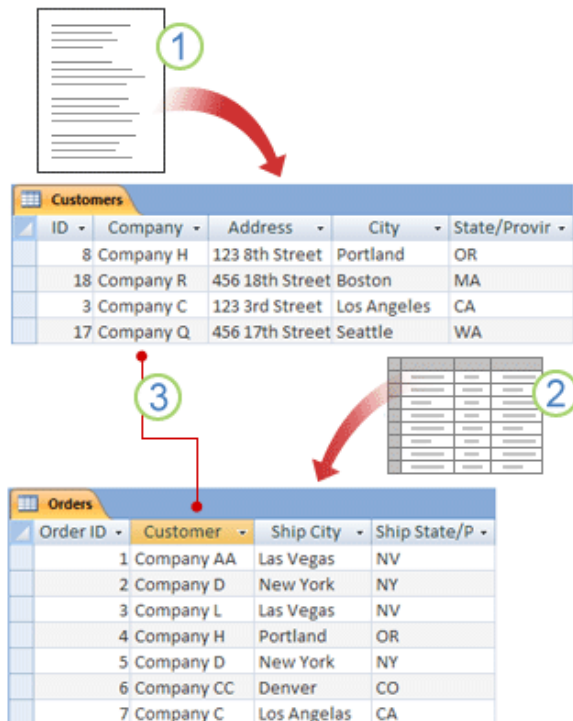 1
Customers
ID Company Address City State/Provir
8 Company H 123 8th Street Portland OR
18 Company R 456 18th Street Boston MA
3 Company C 123 3rd Street Los Angeles CA
17 Company Q 456 17th Street Seattle WA
3
2
Orders
Order ID Customer Ship City Ship State/P
1 Company AA Las Vegas NV
2 Company D New York NY
3 Company L Las Vegas NV
4 Company H Portland OR
5 Company D New York NY
6 Company CC Denver CO
7 Company C Los Angelas CA